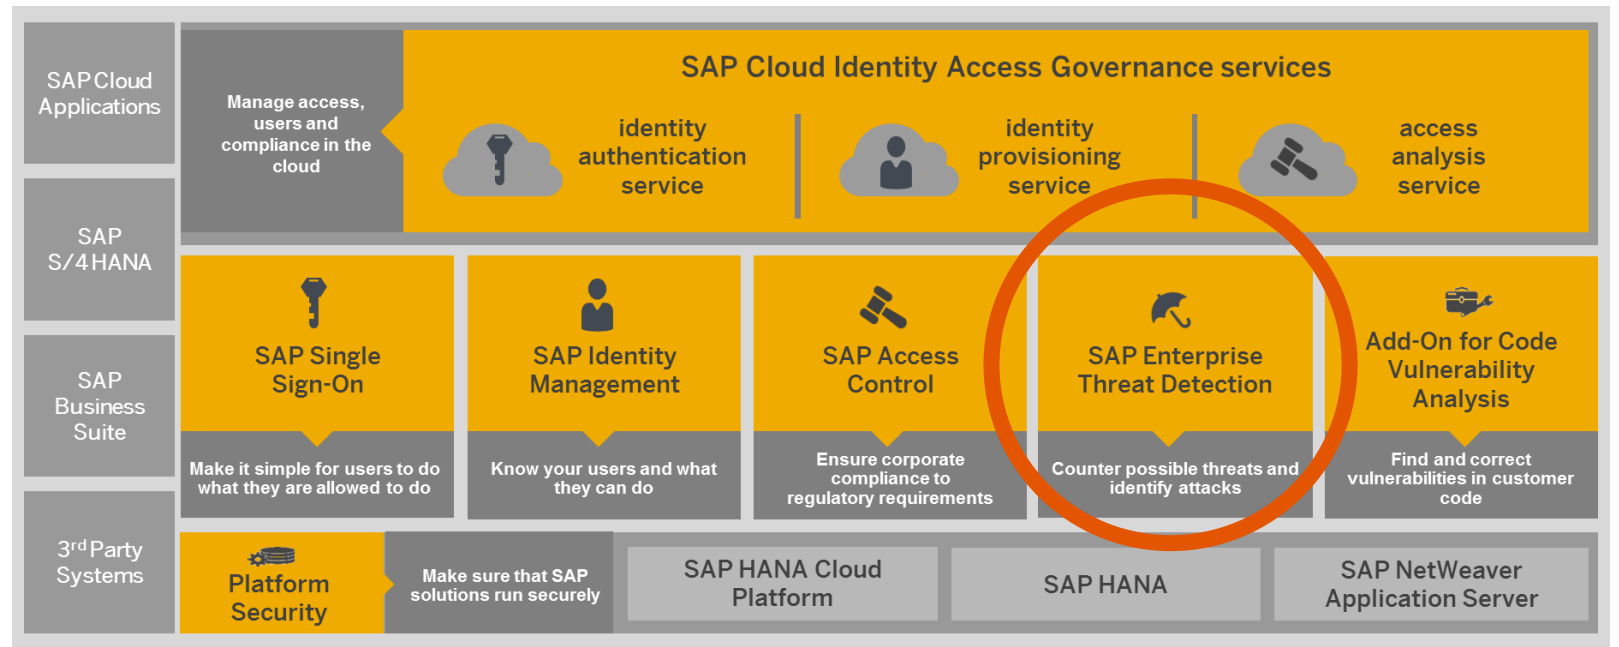 SAP Cloud
Applications
SAP
S/4 HANA
SAP
Business
Suite
3rd Party
Systems
Manage access,
users and
compliance in the
cloud
SAP Cloud Identity Access Governance services
identity
authentication
service
identity
provisioning
service
access
analysis
service
SAP Single
Sign-On
Make it simple for users to do
what they are allowed to do
SAP Identity
Management
Know your users and what
they can do
SAP Access
Control
Ensure corporate
compliance to
regulatory requirements
SAP Enterprise
Threat Detection
Counter possible threats and
identify attacks
Add-On for Code
Vulnerability
Analysis
Find and correct
vulnerabilities in customer
code
Platform
Security
Make sure that SAP
solutions run securely
SAP HANA Cloud
Platform
SAP HANA
SAP NetWeaver
Application Server